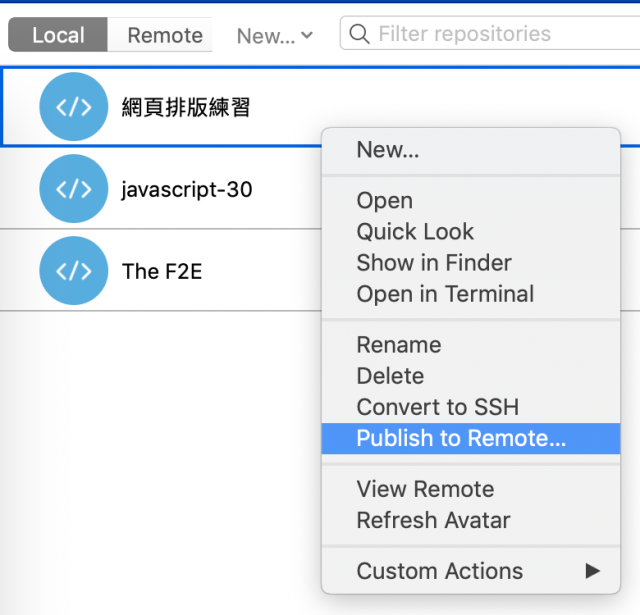 Local Remote New... Filter repositories
</> 網頁排版練習
</> javascript-30
</> The F2E
New...
Open
Quick Look
Show in Finder
Open in Terminal
Rename
Delete
Convert to SSH
Publish to Remote...
View Remote
Refresh Avatar
Custom Actions